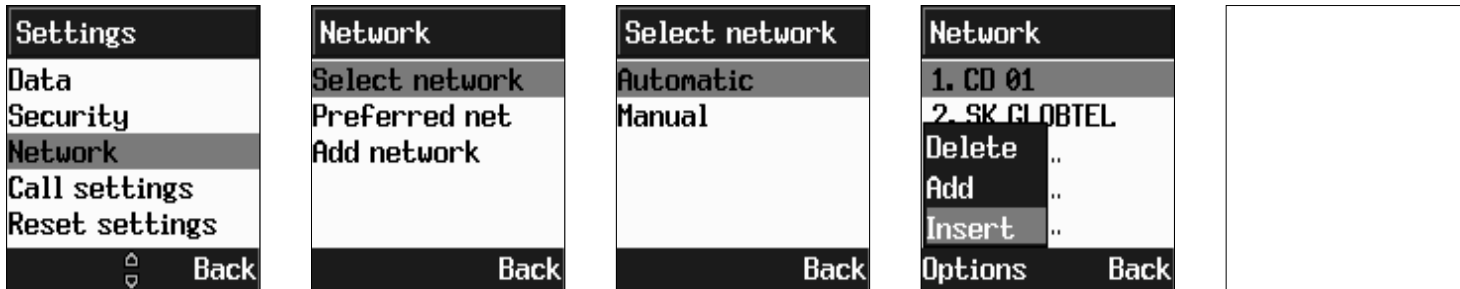 Settings
Data
Security
Network
Call settings
Reset settings
Back
Network
Select network
Preferred net
Add network
Back
Select network
Automatic
Manual
Back
Network
1. CD 01
2. SK GLOBTEL
Delete ..
Add ..
Insert ..
Options Back